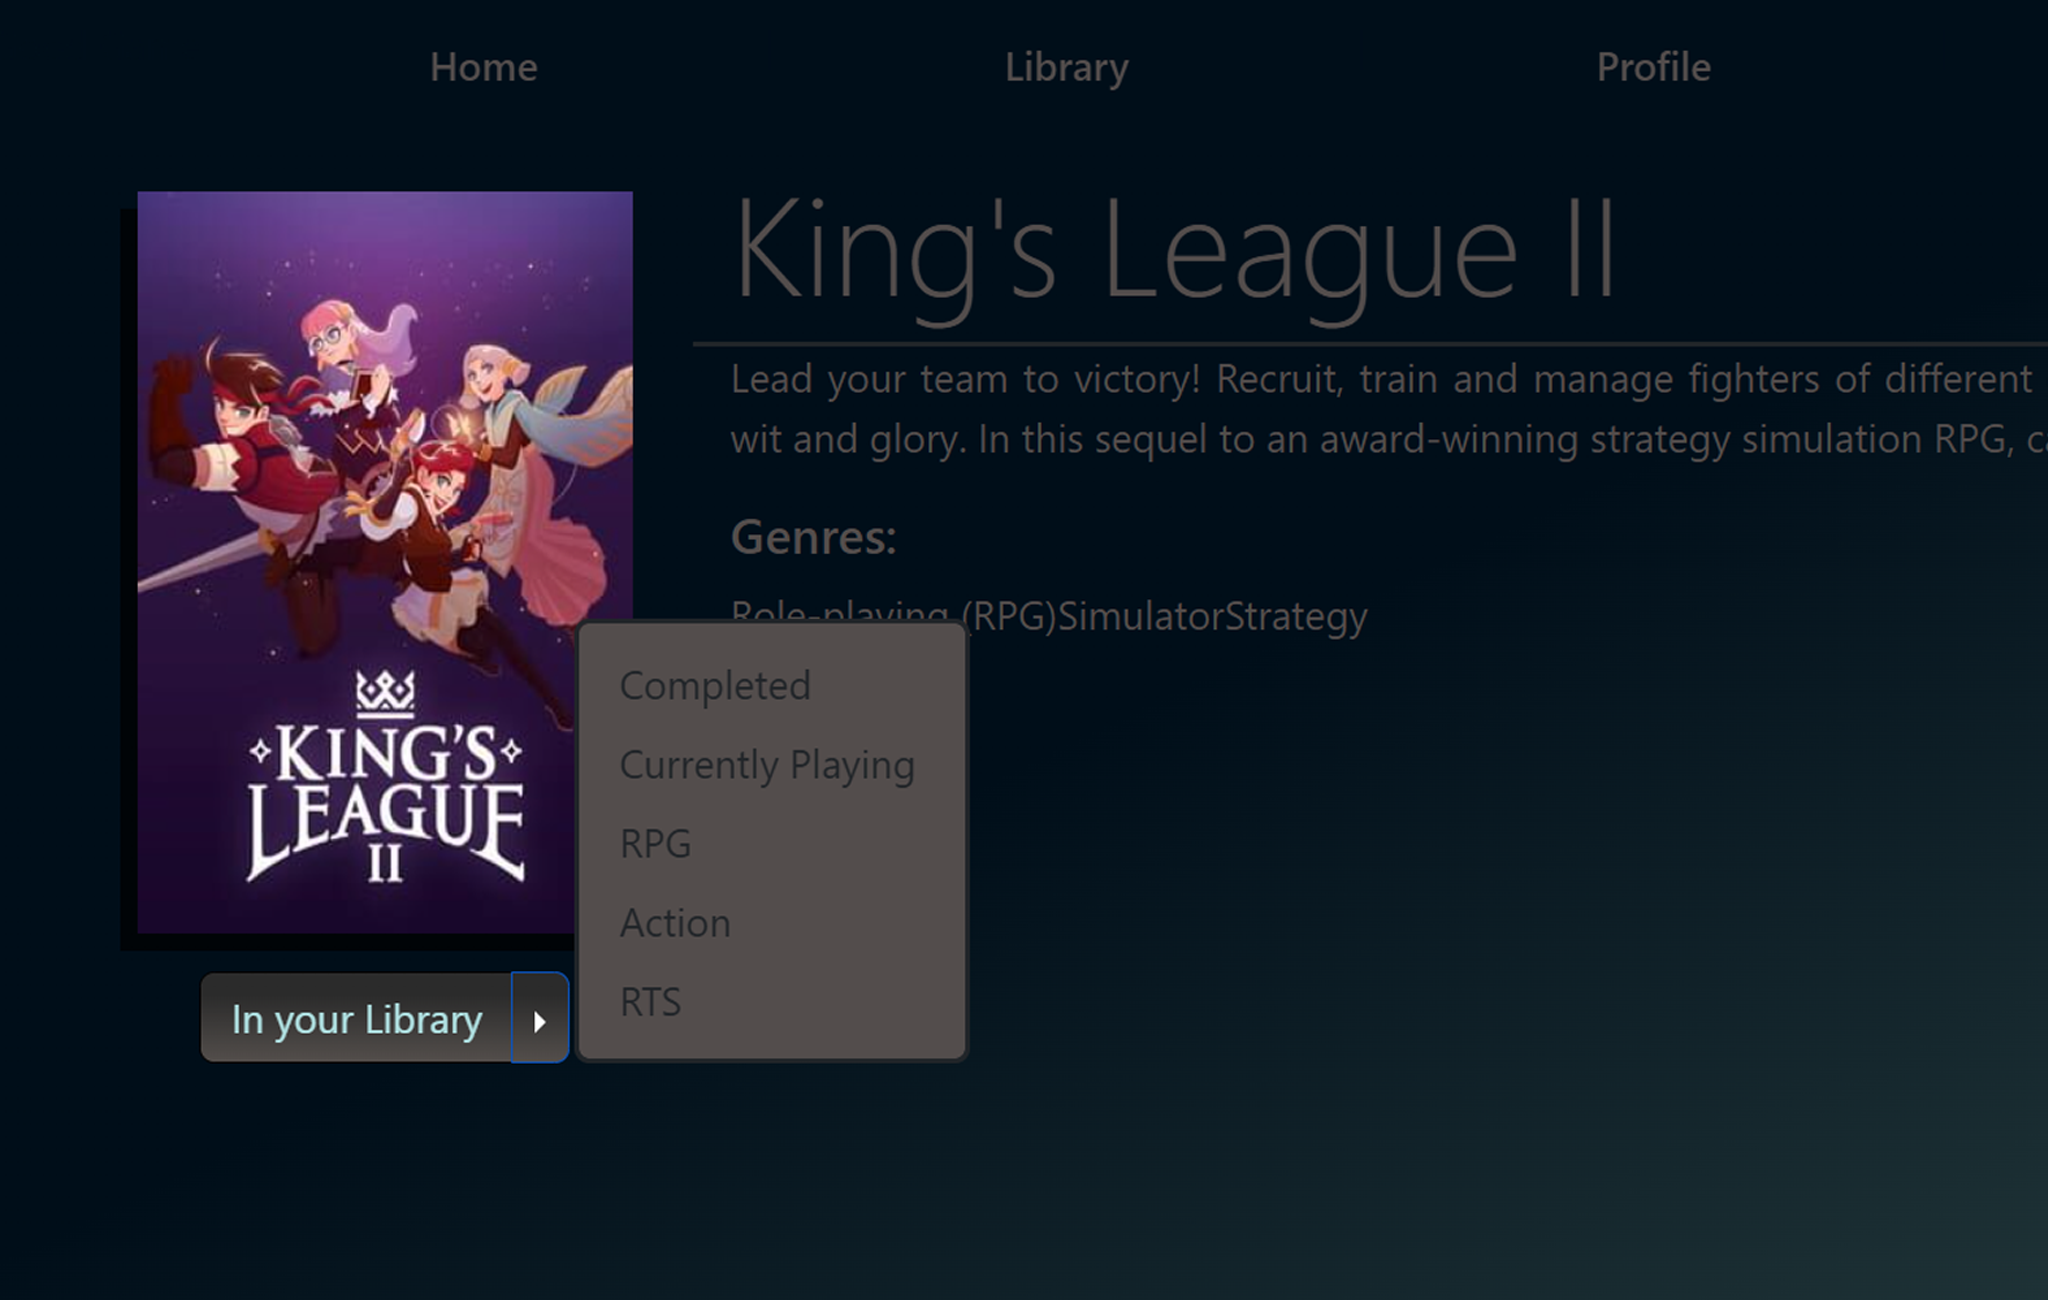 Home
Library
Profile
King's League II
Lead your team to victory! Recruit, train and manage fighters of different
wit and glory. In this sequel to an award-winning strategy simulation RPG,
Genres:
Role-playing (RPG)SimulatorStrategy
KING'S
LEAGUE
II
Completed
Currently Playing
RPG
Action
RTS
In your Library